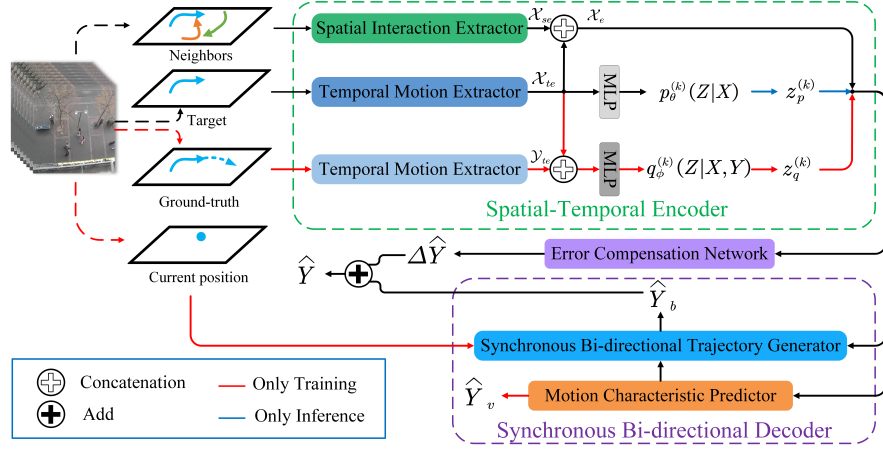 Neighbors
Target
Ground-truth
Current position
Spatial Interaction Extractor
Temporal Motion Extractor
Temporal Motion Extractor
𝒳_se
𝒳_e
𝒳_te
𝒴_te
MLP
MLP
p_θ^(k)(Z|X)
z_p^(k)
q_ϕ^(k)(Z|X,Y)
z_q^(k)
Spatial-Temporal Encoder
Ŷ
ΔŶ
Error Compensation Network
Ŷ_b
Synchronous Bi-directional Trajectory Generator
Ŷ_v
Motion Characteristic Predictor
Synchronous Bi-directional Decoder
Concatenation
Only Training
Add
Only Inference